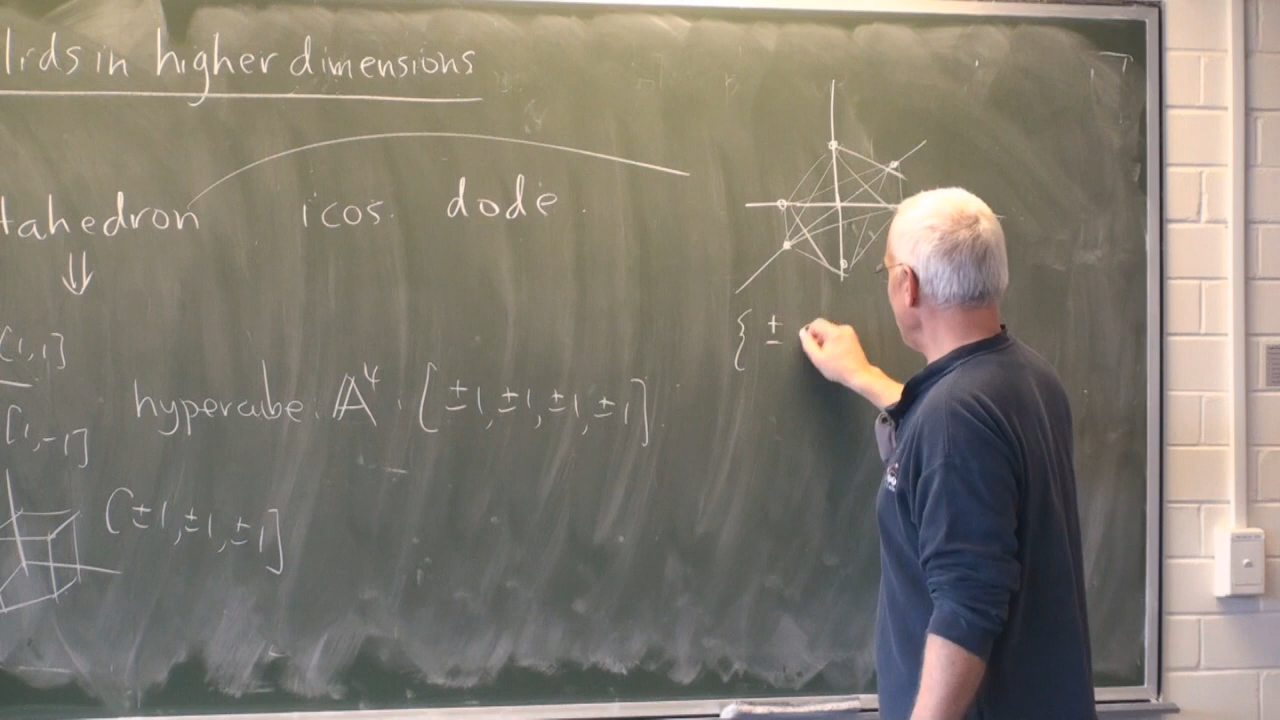 lids in higher dimensions
tahedron icos. dode.
⇓
[1,1]
[1,-1]
hypercube. 𝔸⁴ : [±1,±1,±1,±1].
[±1,±1,±1]
{ ±